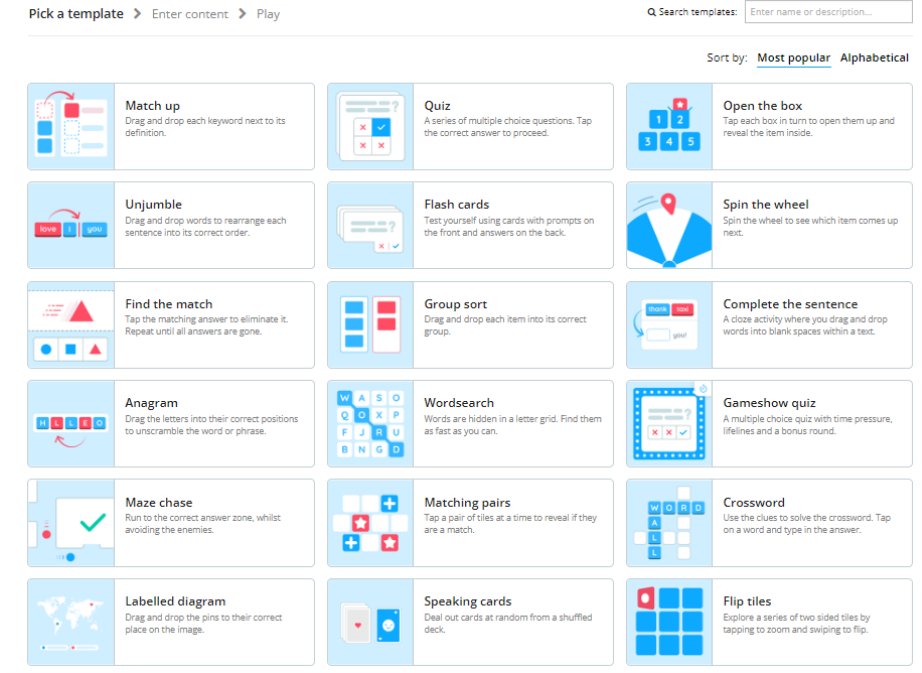 Pick a template > Enter content > Play
Search templates: Enter name or description...
Sort by: Most popular Alphabetical
Match up
Drag and drop each keyword next to its
definition.
Quiz
A series of multiple choice questions. Tap
the correct answer to proceed.
?
Open the box
Tap each box in turn to open them up and
reveal the item inside.
1 2
3 4 5
Unjumble
Drag and drop words to rearrange each
sentence into its correct order.
love I you
Flash cards
Test yourself using cards with prompts on
the front and answers on the back.
?
Spin the wheel
Spin the wheel to see which item comes up
next.
Find the match
Tap the matching answer to eliminate it.
Repeat until all answers are gone.
Group sort
Drag and drop each item into its correct
group.
Complete the sentence
A cloze activity where you drag and drop
words into blank spaces within a text.
thank taxi
you!
Anagram
Drag the letters into their correct positions
to unscramble the word or phrase.
H L L E O
Wordsearch
Words are hidden in a letter grid. Find them
as fast as you can.
W A S O
Q O X P
F J R U
B N G D
Gameshow quiz
A multiple choice quiz with time pressure,
lifelines and a bonus round.
?
Maze chase
Run to the correct answer zone, whilst
avoiding the enemies.
Matching pairs
Tap a pair of tiles at a time to reveal if they
are a match.
Crossword
Use the clues to solve the crossword. Tap
on a word and type in the answer.
W O R D
A
L
L
Labelled diagram
Drag and drop the pins to their correct
place on the image.
Speaking cards
Deal out cards at random from a shuffled
deck.
Flip tiles
Explore a series of two sided tiles by
tapping to zoom and swiping to flip.